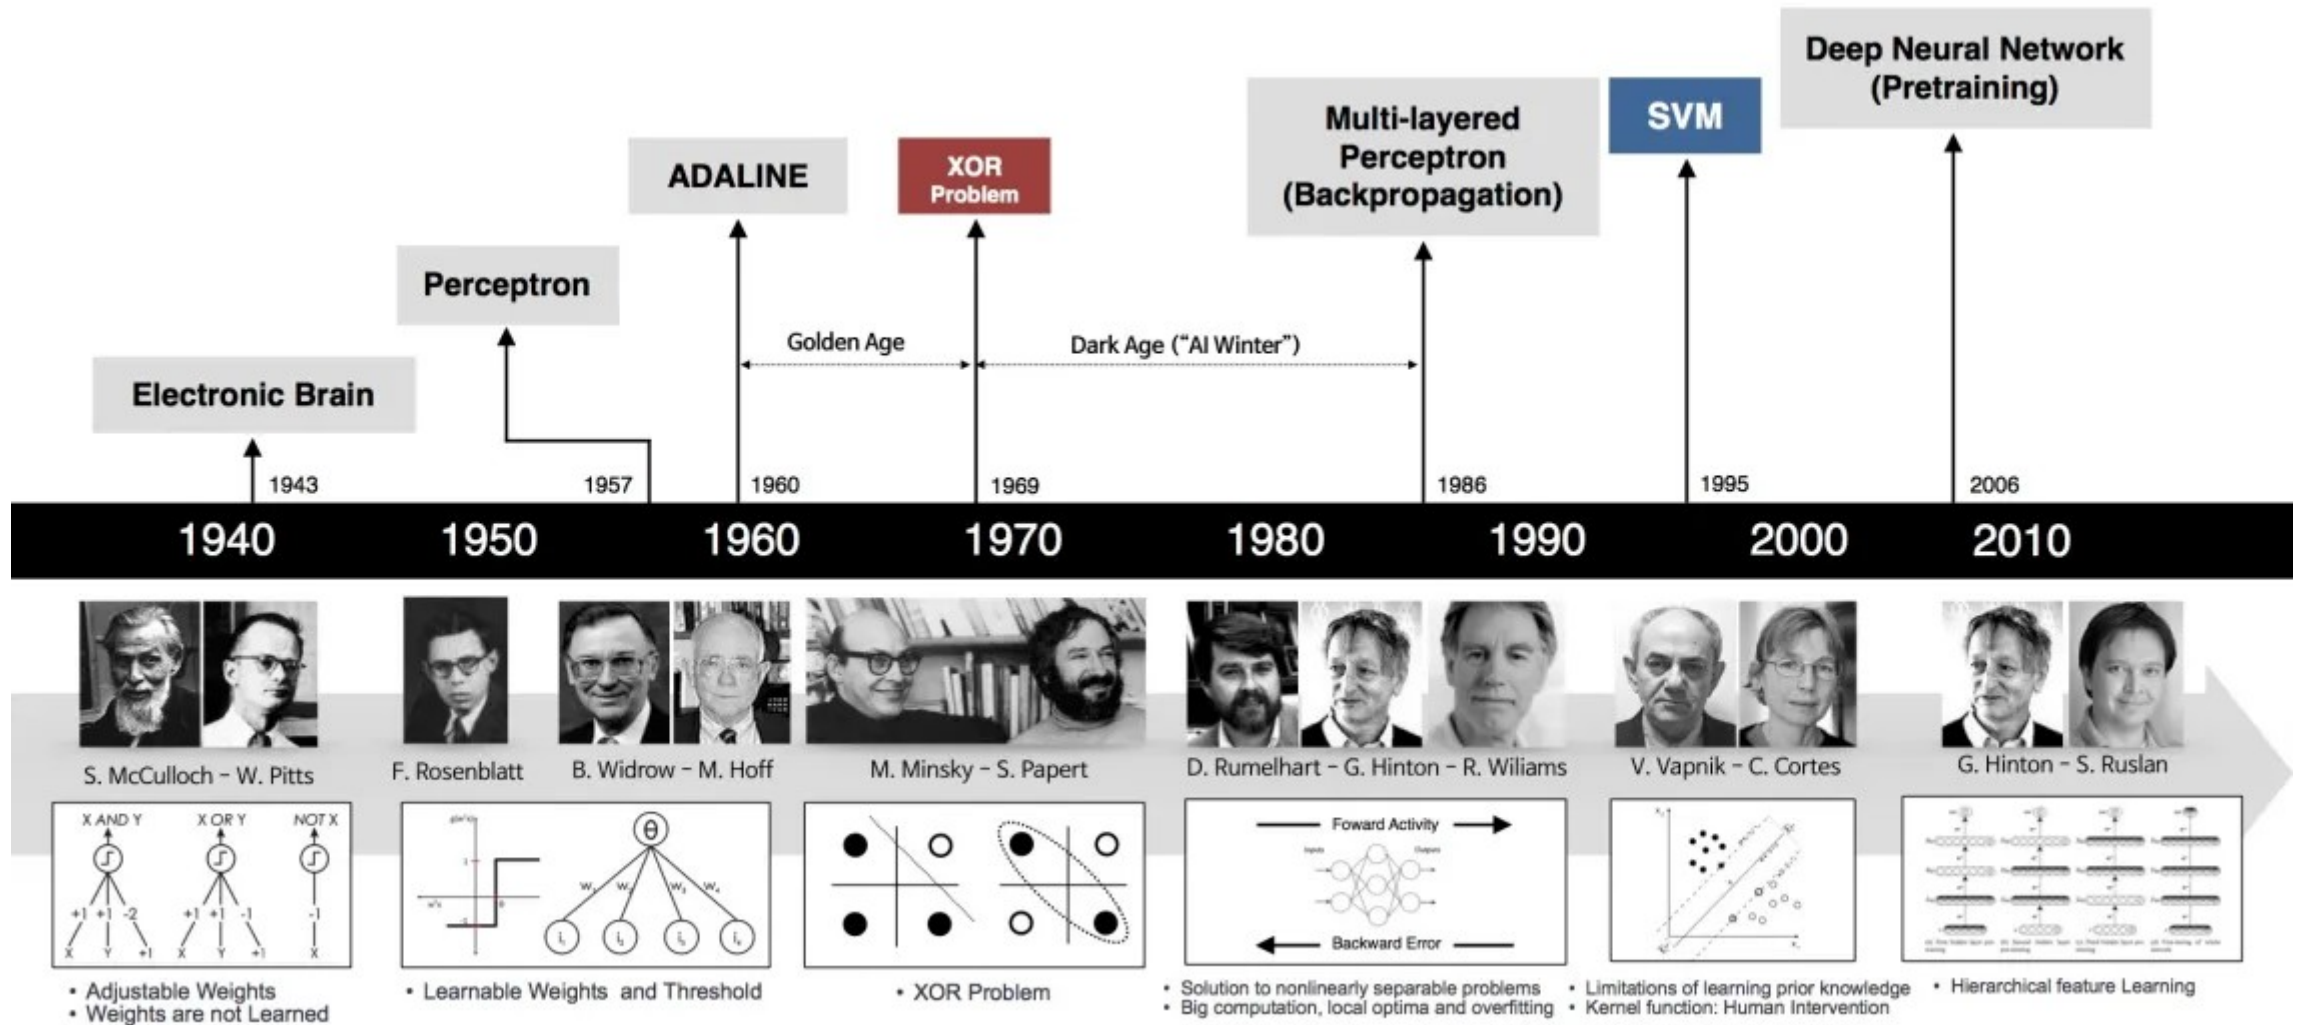 Deep Neural Network
(Pretraining)
Multi-layered
Perceptron
(Backpropagation)
SVM
ADALINE
XOR
Problem
Perceptron
Golden Age
Dark Age (“AI Winter”)
Electronic Brain
1943
1957
1960
1969
1986
1995
2006
1940
1950
1960
1970
1980
1990
2000
2010
S. McCulloch – W. Pitts
F. Rosenblatt
B. Widrow – M. Hoff
M. Minsky – S. Papert
D. Rumelhart – G. Hinton – R. Wiliams
V. Vapnik – C. Cortes
G. Hinton – S. Ruslan
X AND Y
X OR Y
NOT X
+1 +1 -2
+1 +1 -1
-1
X Y +1
X Y +1
X
θ
Foward Activity
Inputs
Outputs
Backward Error
• Adjustable Weights
• Weights are not Learned
• Learnable Weights and Threshold
• XOR Problem
• Solution to nonlinearly separable problems
• Big computation, local optima and overfitting
• Limitations of learning prior knowledge
• Kernel function: Human Intervention
• Hierarchical feature Learning